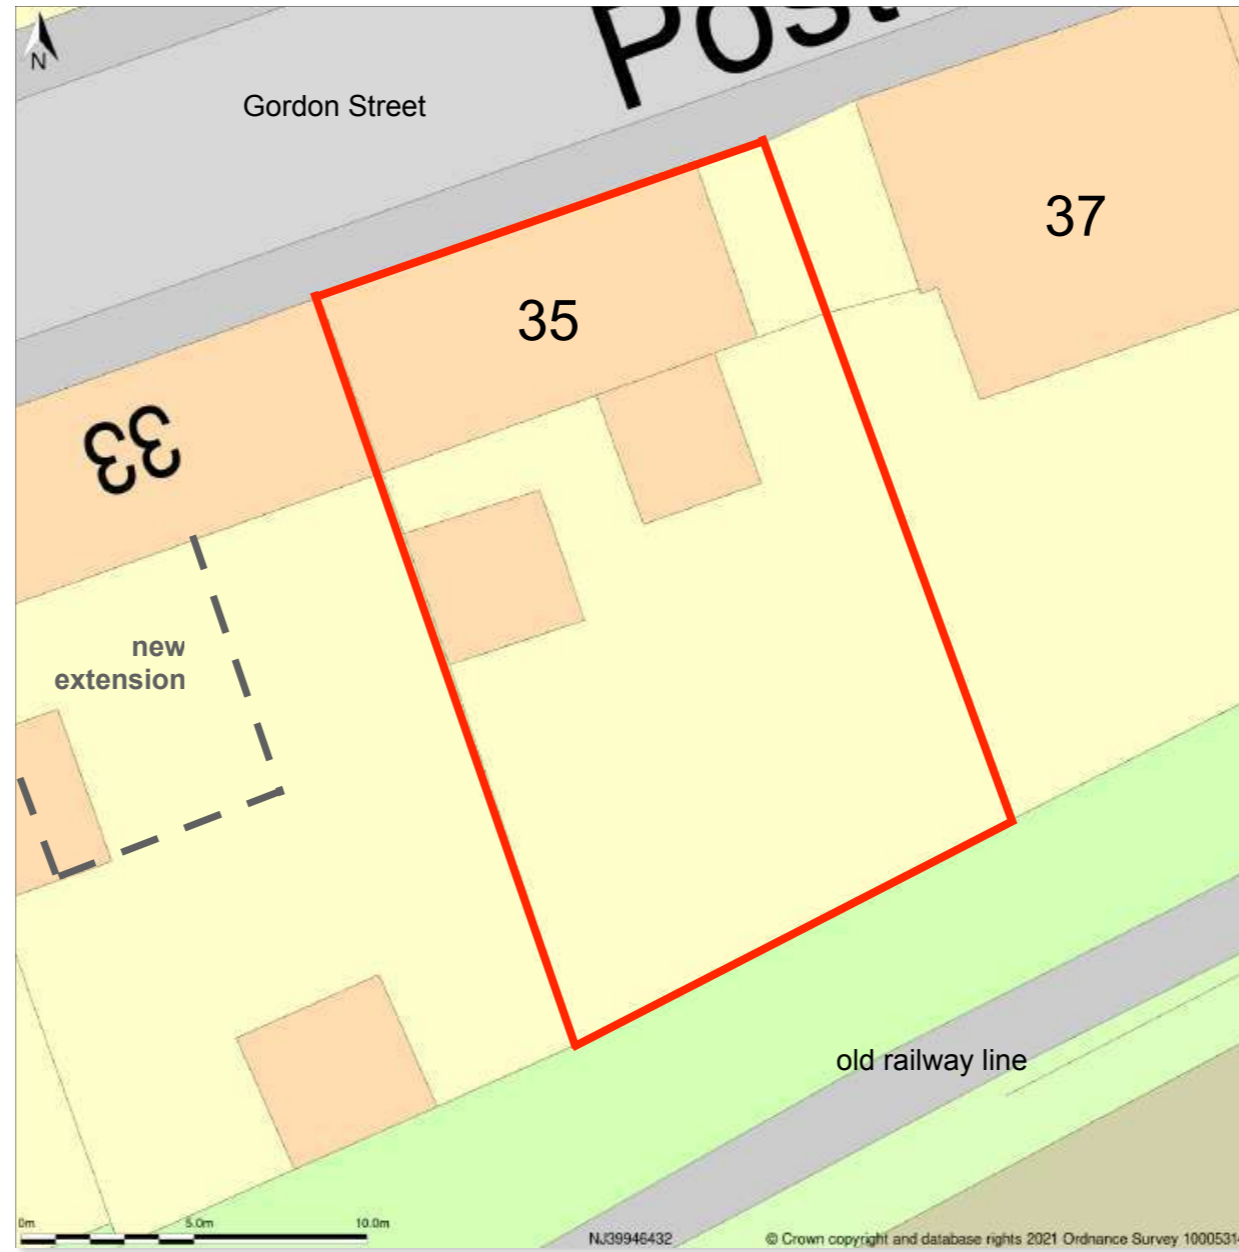 N
Post
Gordon Street
37
35
33
new
extension
old railway line
0m 5.0m 10.0m
NJ39946432
© Crown copyright and database rights 2021 Ordnance Survey